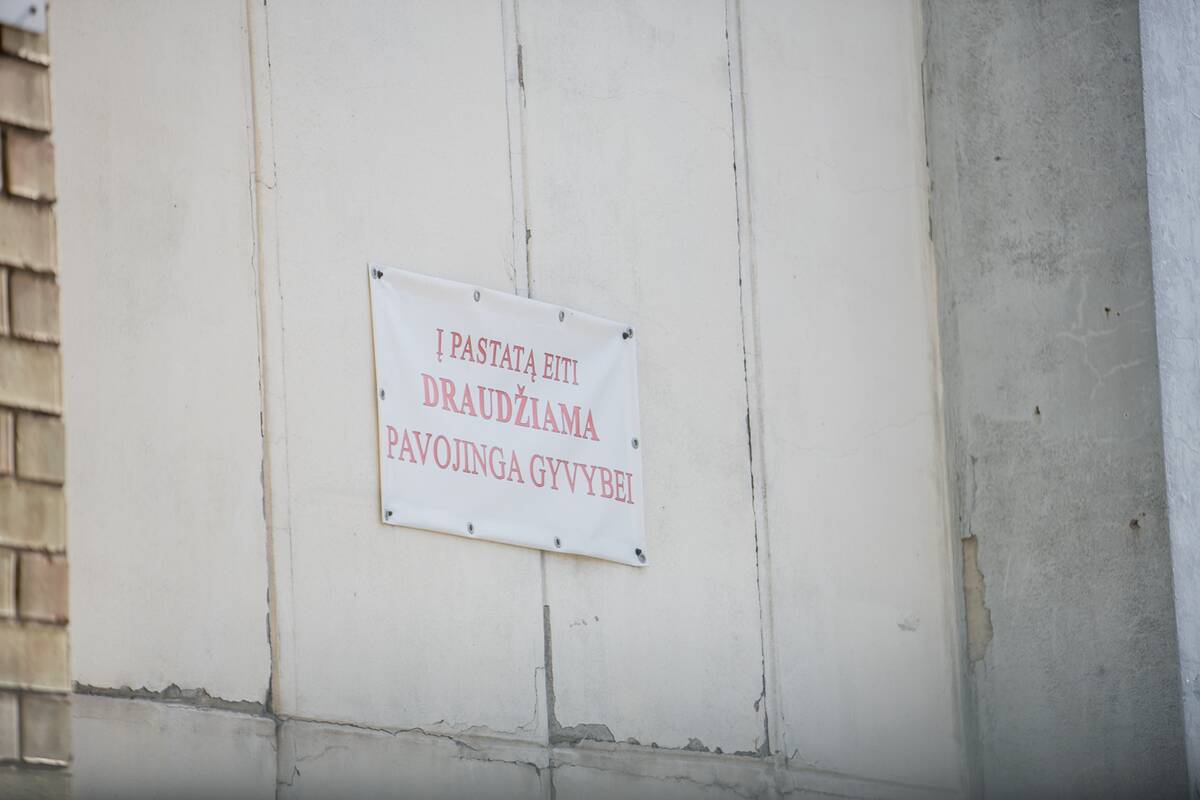 Į PASTATĄ EITI
DRAUDŽIAMA
PAVOJINGA GYVYBEI